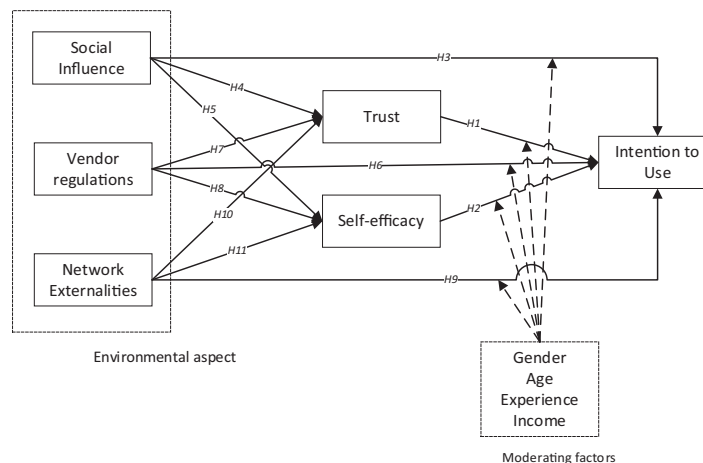 Social
Influence
H3
H4
Trust
H5
H1
H7
Vendor
regulations
H6
Intention to
Use
H8
H10
Self-efficacy
H2
H11
Network
Externalities
H9
Environmental aspect
Gender
Age
Experience
Income
Moderating factors